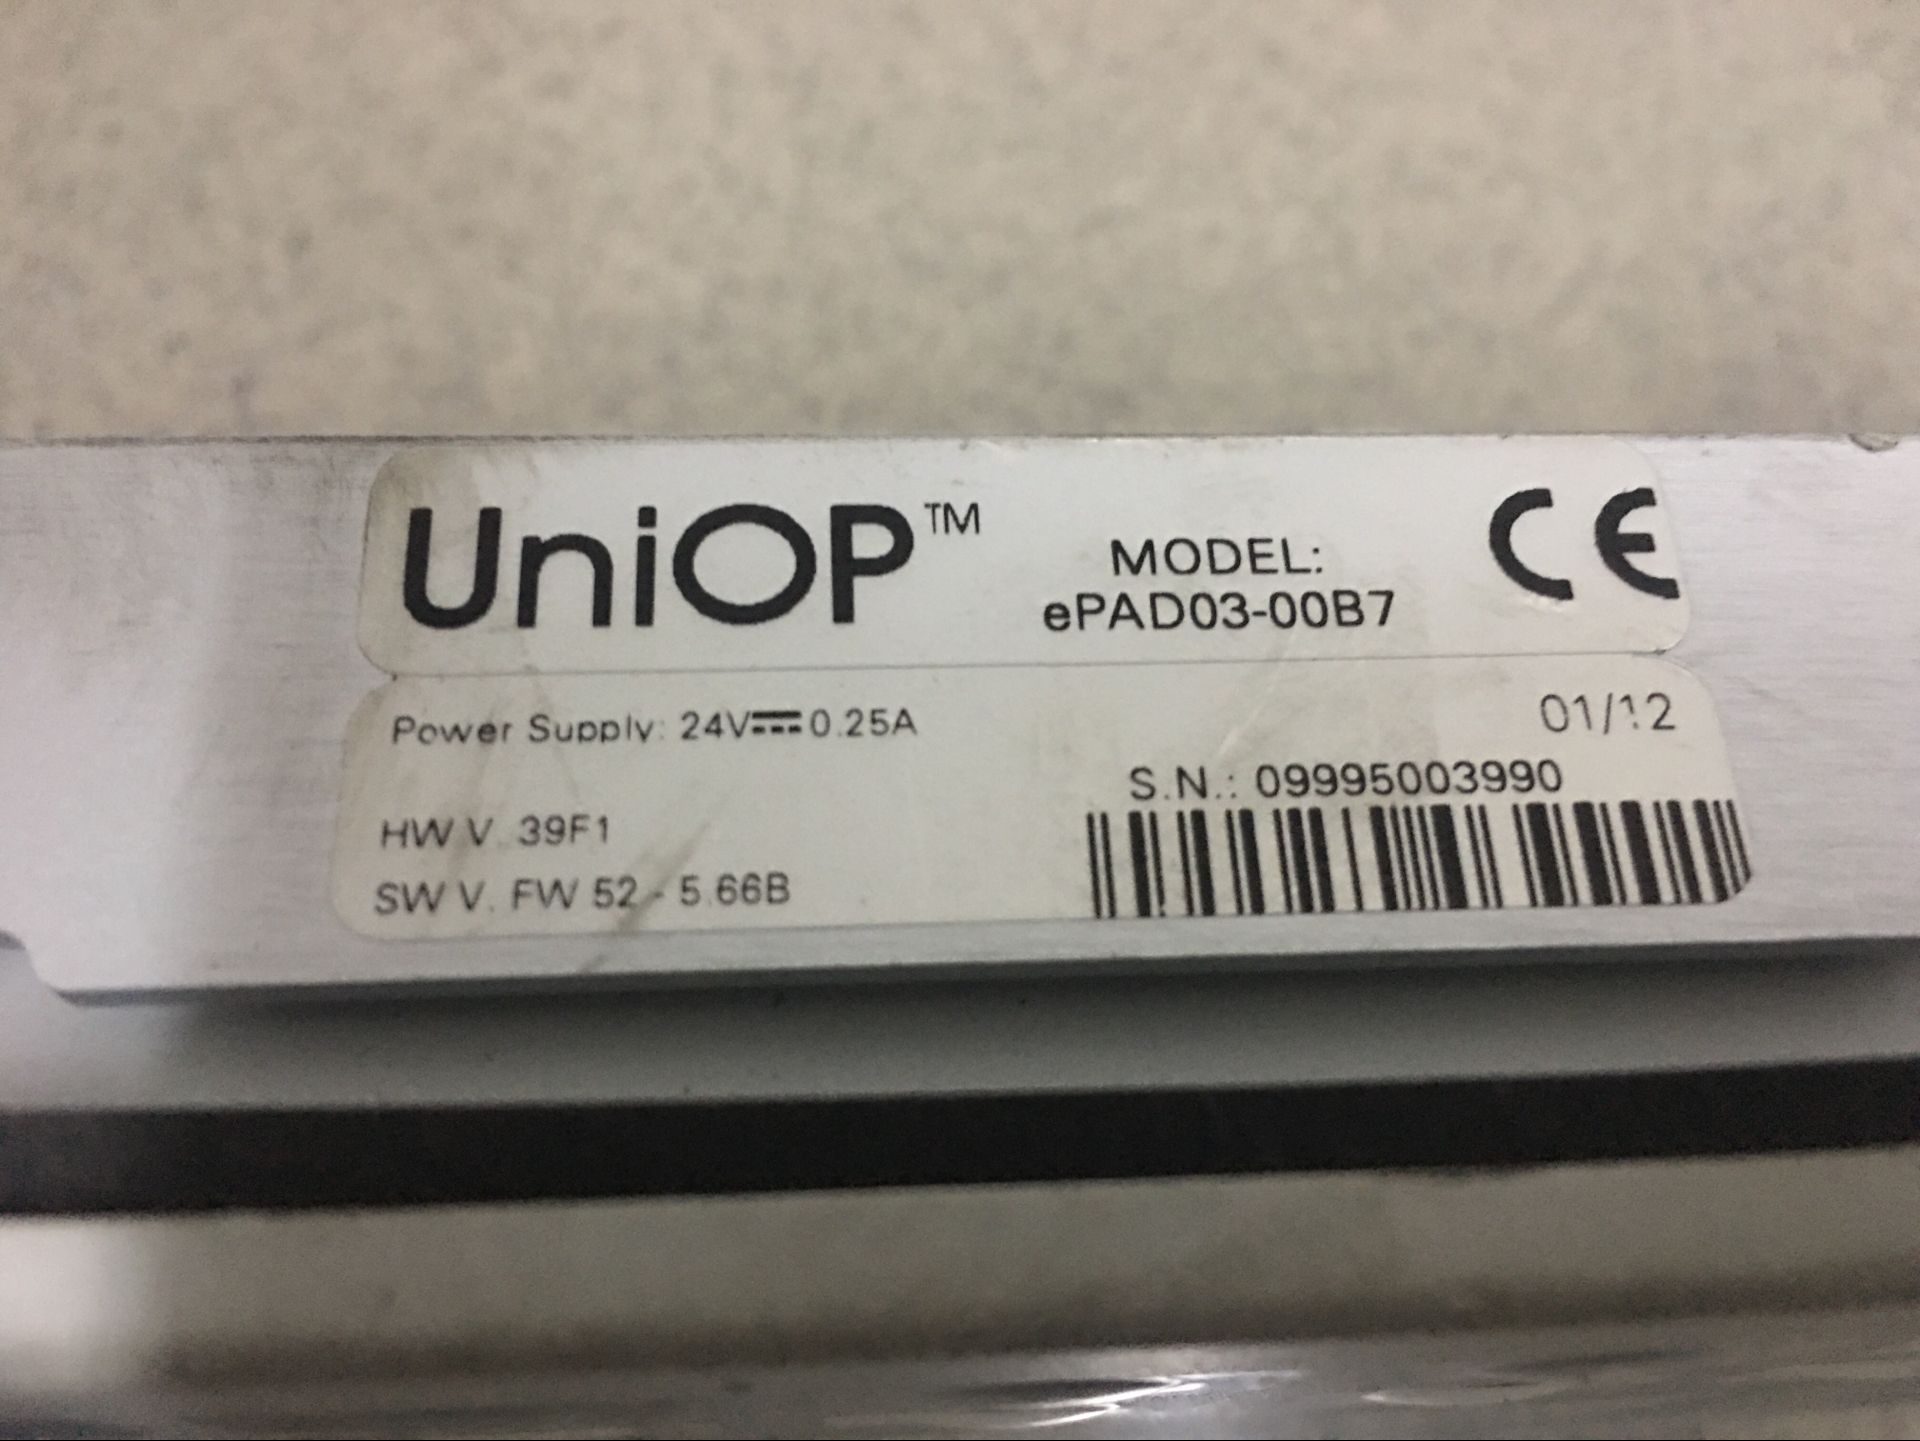 UniOP™
MODEL:
ePAD03-00B7
CE
Power Supply: 24V⎓0.25A
01/12
S.N.: 09995003990
HW V. 39F1
SW V. FW 52 - 5.66B